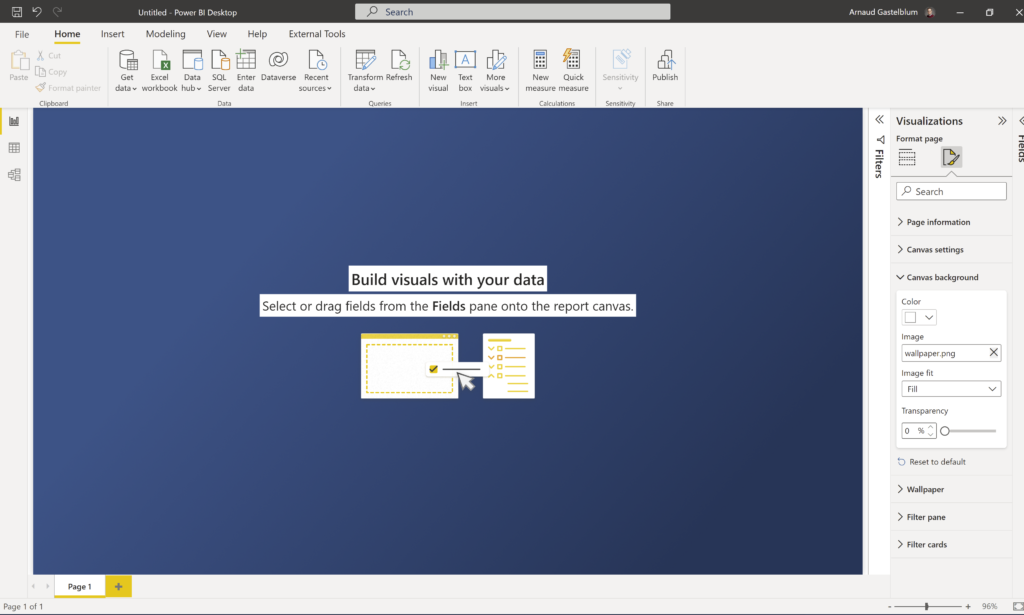 Untitled - Power BI Desktop
Search
Arnaud Gastelblum
File Home Insert Modeling View Help External Tools
Paste
Cut
Copy
Format painter
Clipboard
Get data
Excel workbook
Data hub
SQL Server
Enter data
Dataverse
Recent sources
Data
Transform data
Refresh
Queries
New visual
Text box
More visuals
Insert
New measure
Quick measure
Calculations
Sensitivity
Sensitivity
Publish
Share
Build visuals with your data
Select or drag fields from the Fields pane onto the report canvas.
Filters
Visualizations
Format page
Search
Page information
Canvas settings
Canvas background
Color
Image
wallpaper.png
Image fit
Fill
Transparency
0 %
Reset to default
Wallpaper
Filter pane
Filter cards
Fields
Page 1
Page 1 of 1
- + 96%